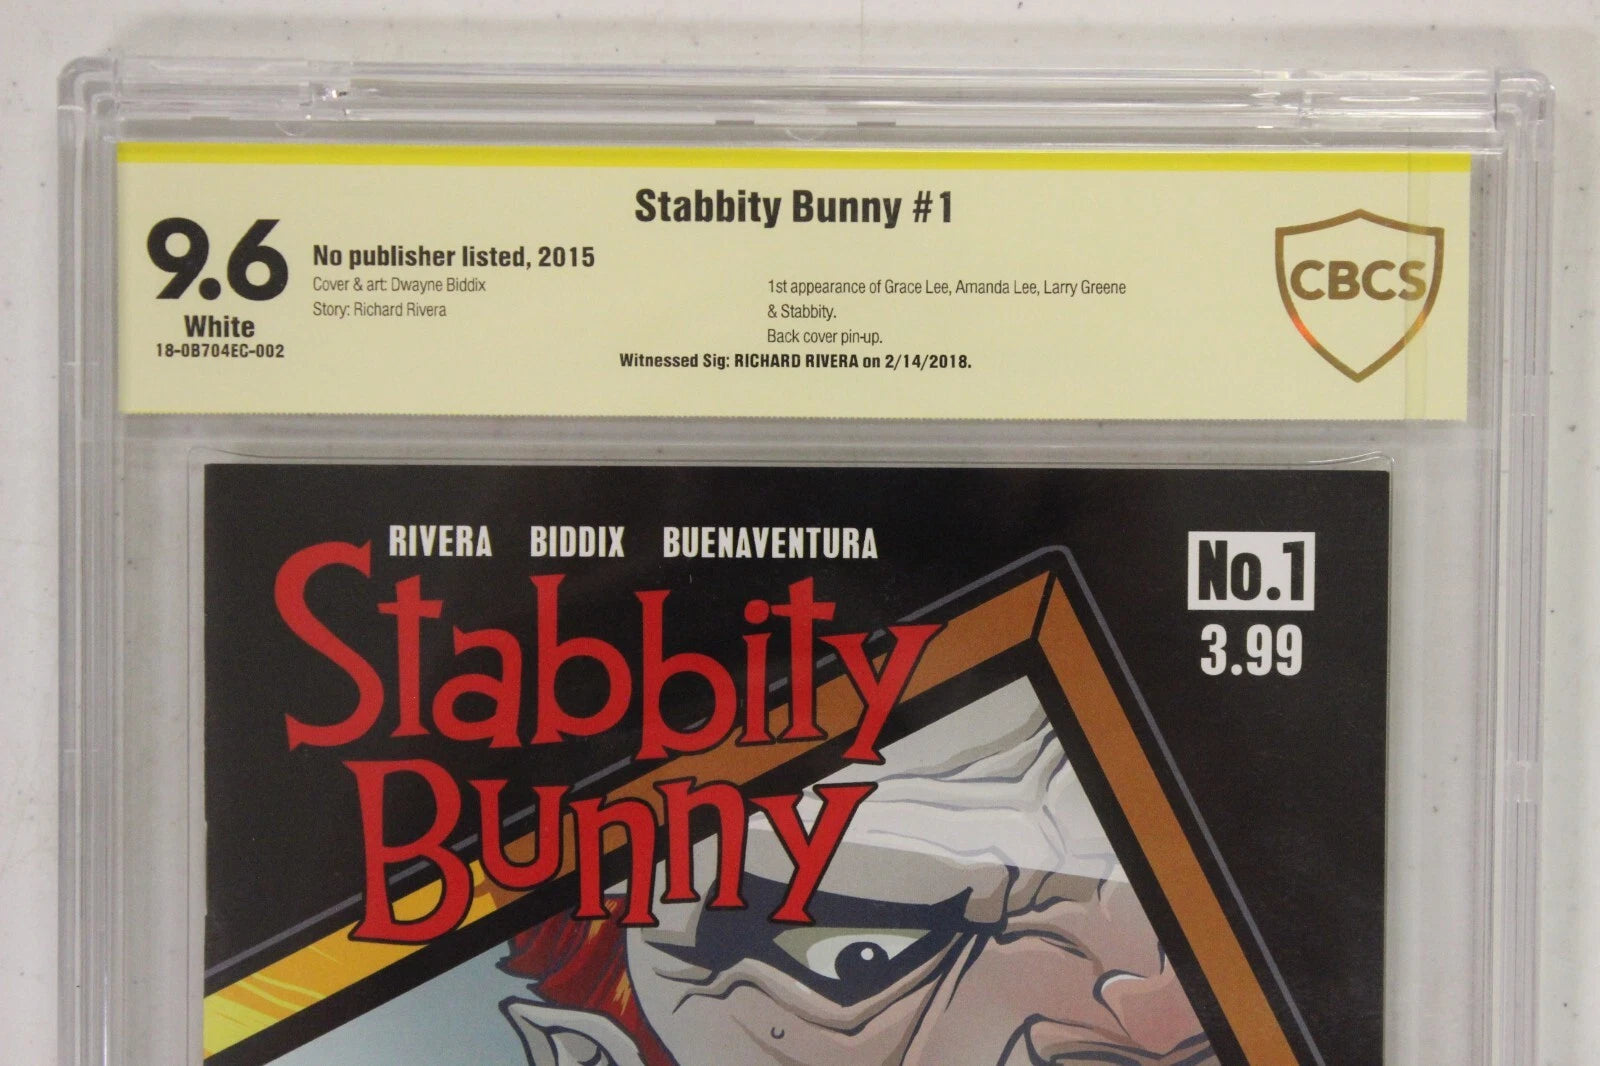 Stabbity Bunny #1
9.6
White
18-0B704EC-002
No publisher listed, 2015
Cover & art: Dwayne Biddix
Story: Richard Rivera
1st appearance of Grace Lee, Amanda Lee, Larry Greene
& Stabbity.
Back cover pin-up.
Witnessed Sig: RICHARD RIVERA on 2/14/2018.
CBCS
RIVERA BIDDIX BUENAVENTURA
Stabbity
Bunny
No.1
3.99